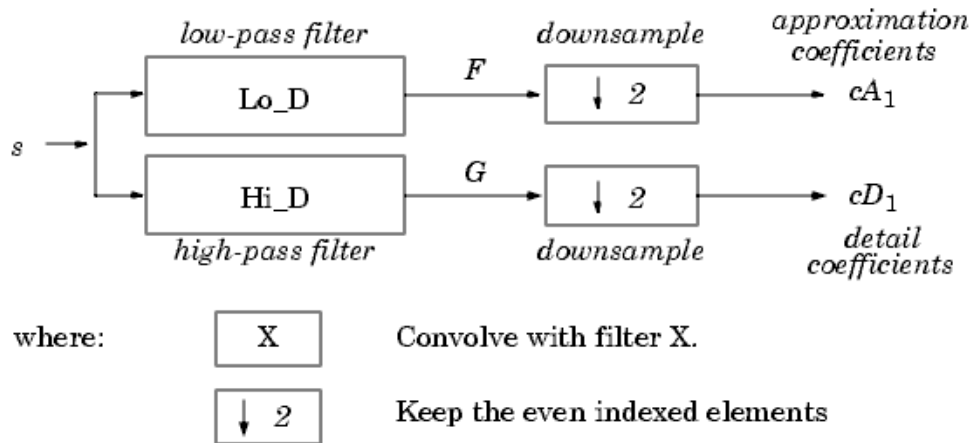 approximation
low-pass filter downsample coefficients
F
Lo_D ↓ 2 cA1
s
G
Hi_D ↓ 2 cD1
high-pass filter downsample detail
coefficients
where: X Convolve with filter X.
↓ 2 Keep the even indexed elements